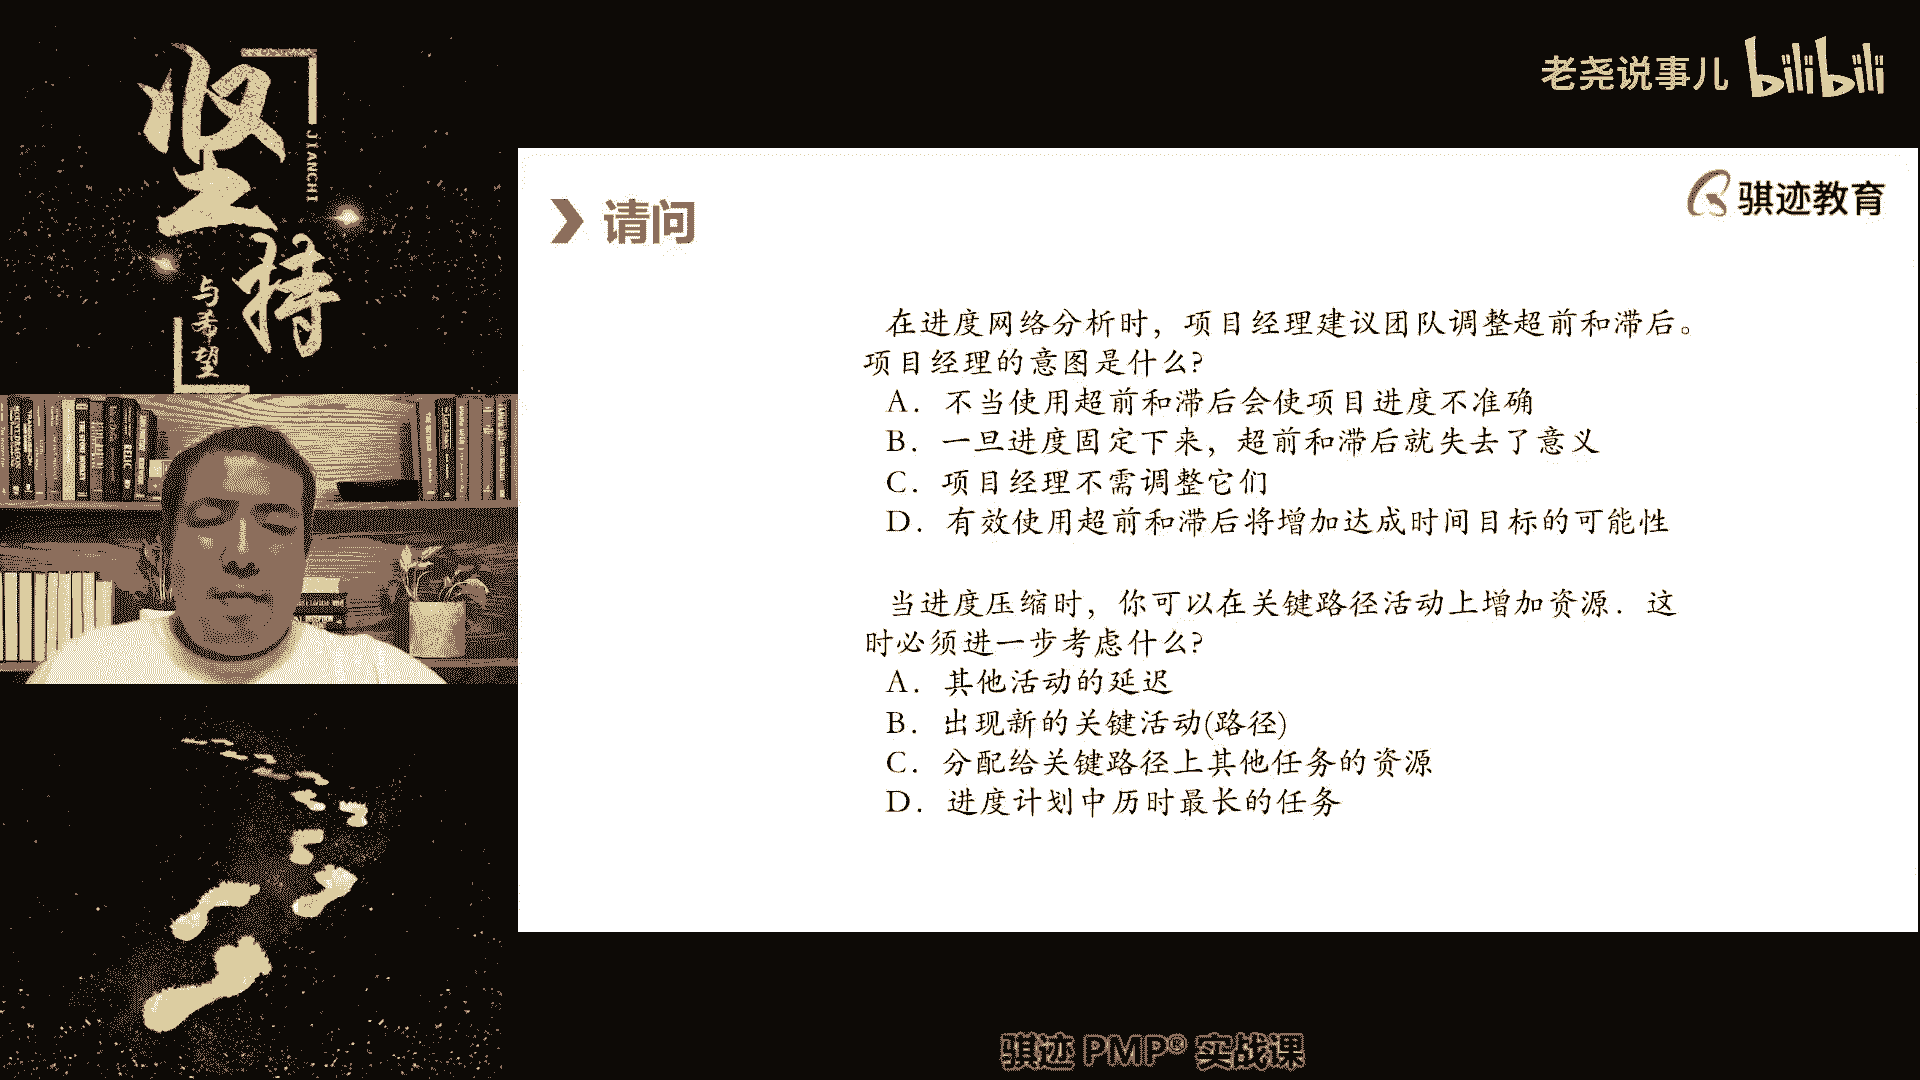 坚持
JIANCHI
与希望
老尧说事儿 bilibili
骐迹教育
请问
在进度网络分析时，项目经理建议团队调整超前和滞后。
项目经理的意图是什么?
A．不当使用超前和滞后会使项目进度不准确
B．一旦进度固定下来，超前和滞后就失去了意义
C．项目经理不需调整它们
D．有效使用超前和滞后将增加达成时间目标的可能性
当进度压缩时，你可以在关键路径活动上增加资源．这
时必须进一步考虑什么?
A．其他活动的延迟
B．出现新的关键活动(路径)
C．分配给关键路径上其他任务的资源
D．进度计划中历时最长的任务
骐迹 PMP® 实战课